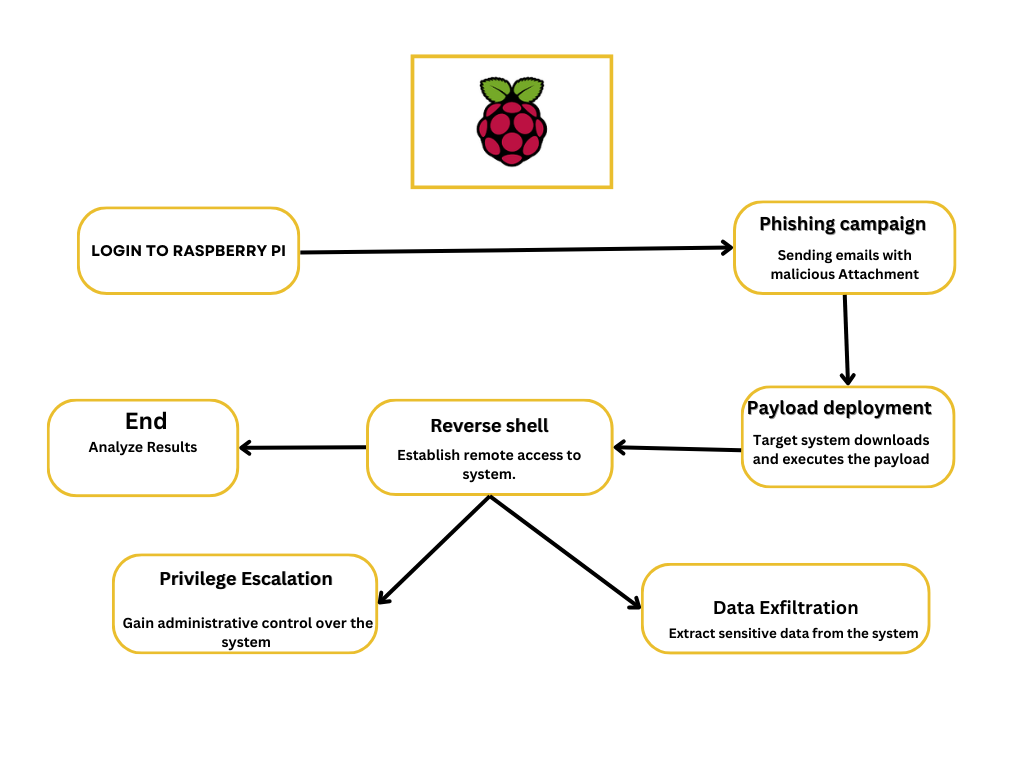 LOGIN TO RASPBERRY PI
Phishing campaign
Sending emails with
malicious Attachment
Payload deployment
Target system downloads
and executes the payload
Reverse shell
Establish remote access to
system.
End
Analyze Results
Privilege Escalation
Gain administrative control over the
system
Data Exfiltration
Extract sensitive data from the system